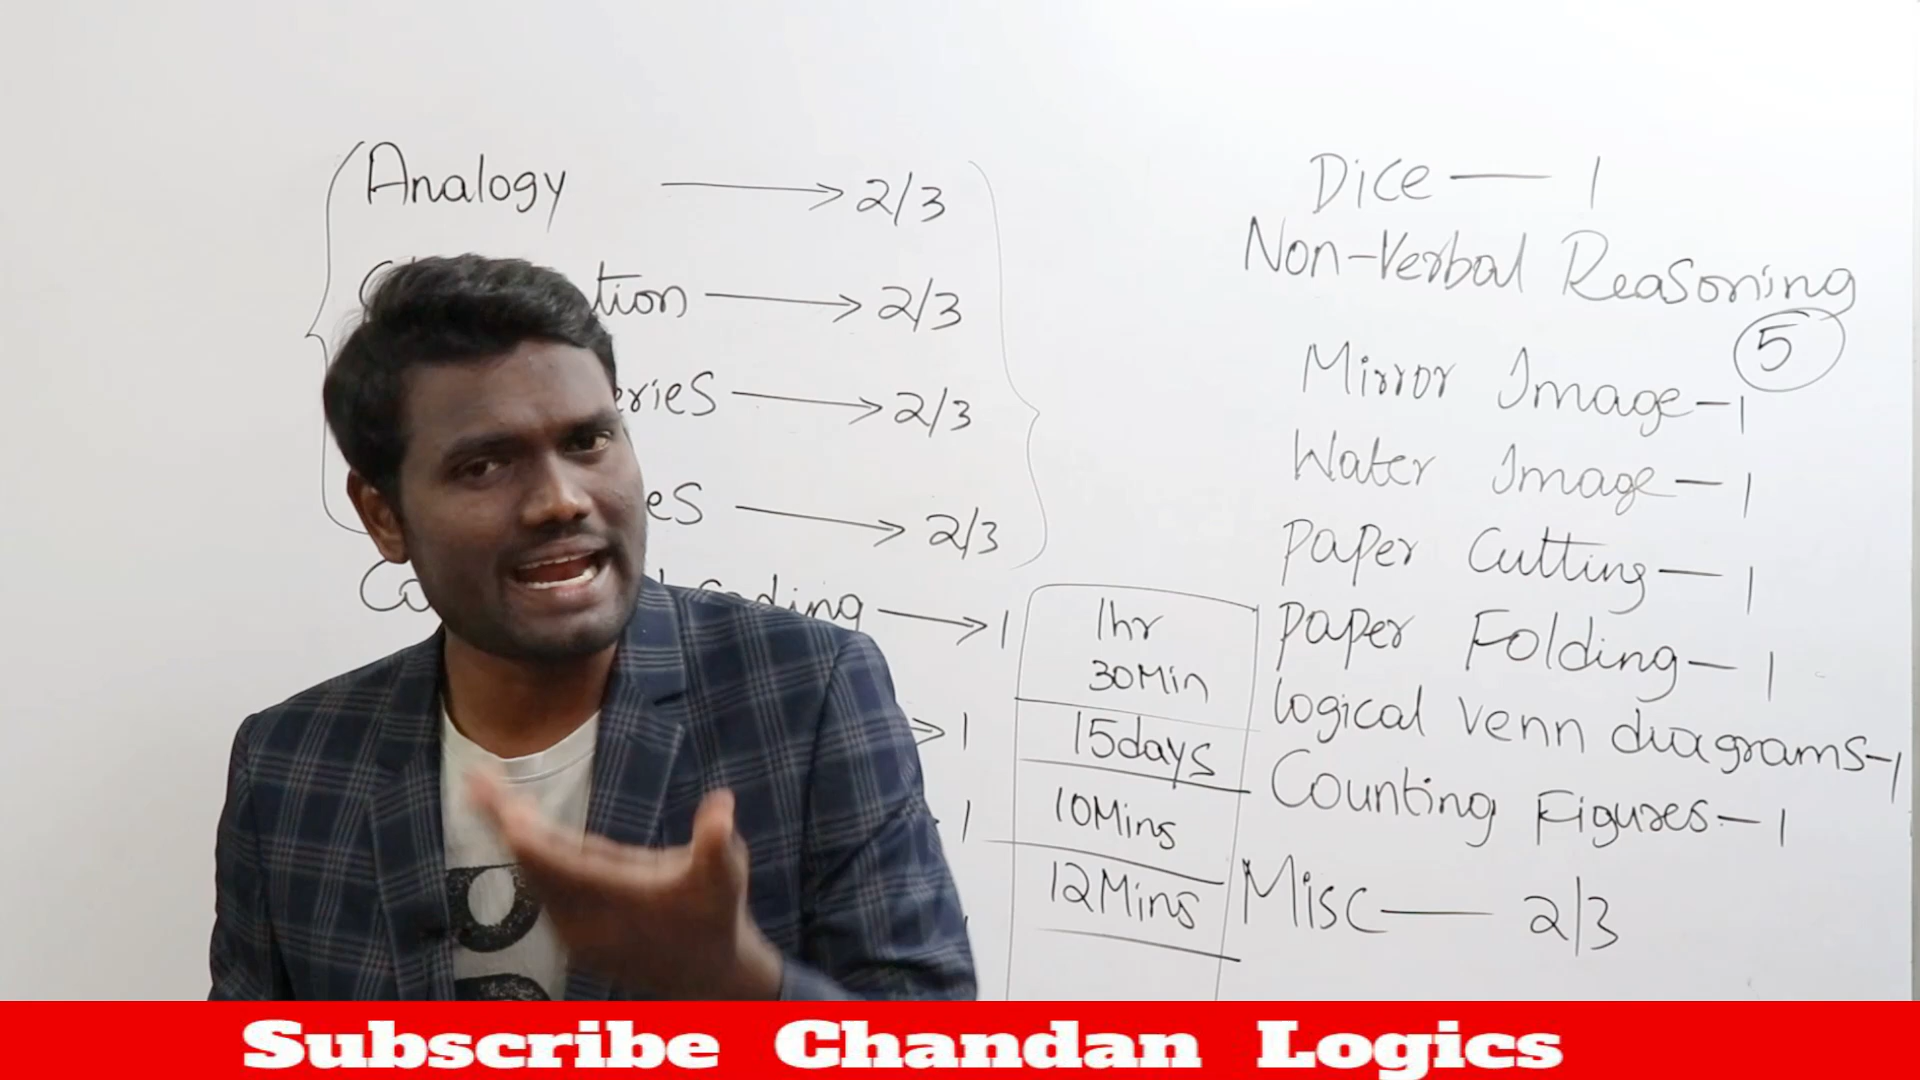 Analogy → 2/3
tion → 2/3
eries → 2/3
es → 2/3
Co ding → 1
→ 1
1
Dice — 1
Non-Verbal Reasoning
5
Mirror Image - 1
Water Image - 1
Paper Cutting - 1
Paper Folding - 1
logical venn diagrams - 1
Counting Figures - 1
Misc — 2/3
1hr
30Min
15days
10Mins
12Mins
Subscribe Chandan Logics